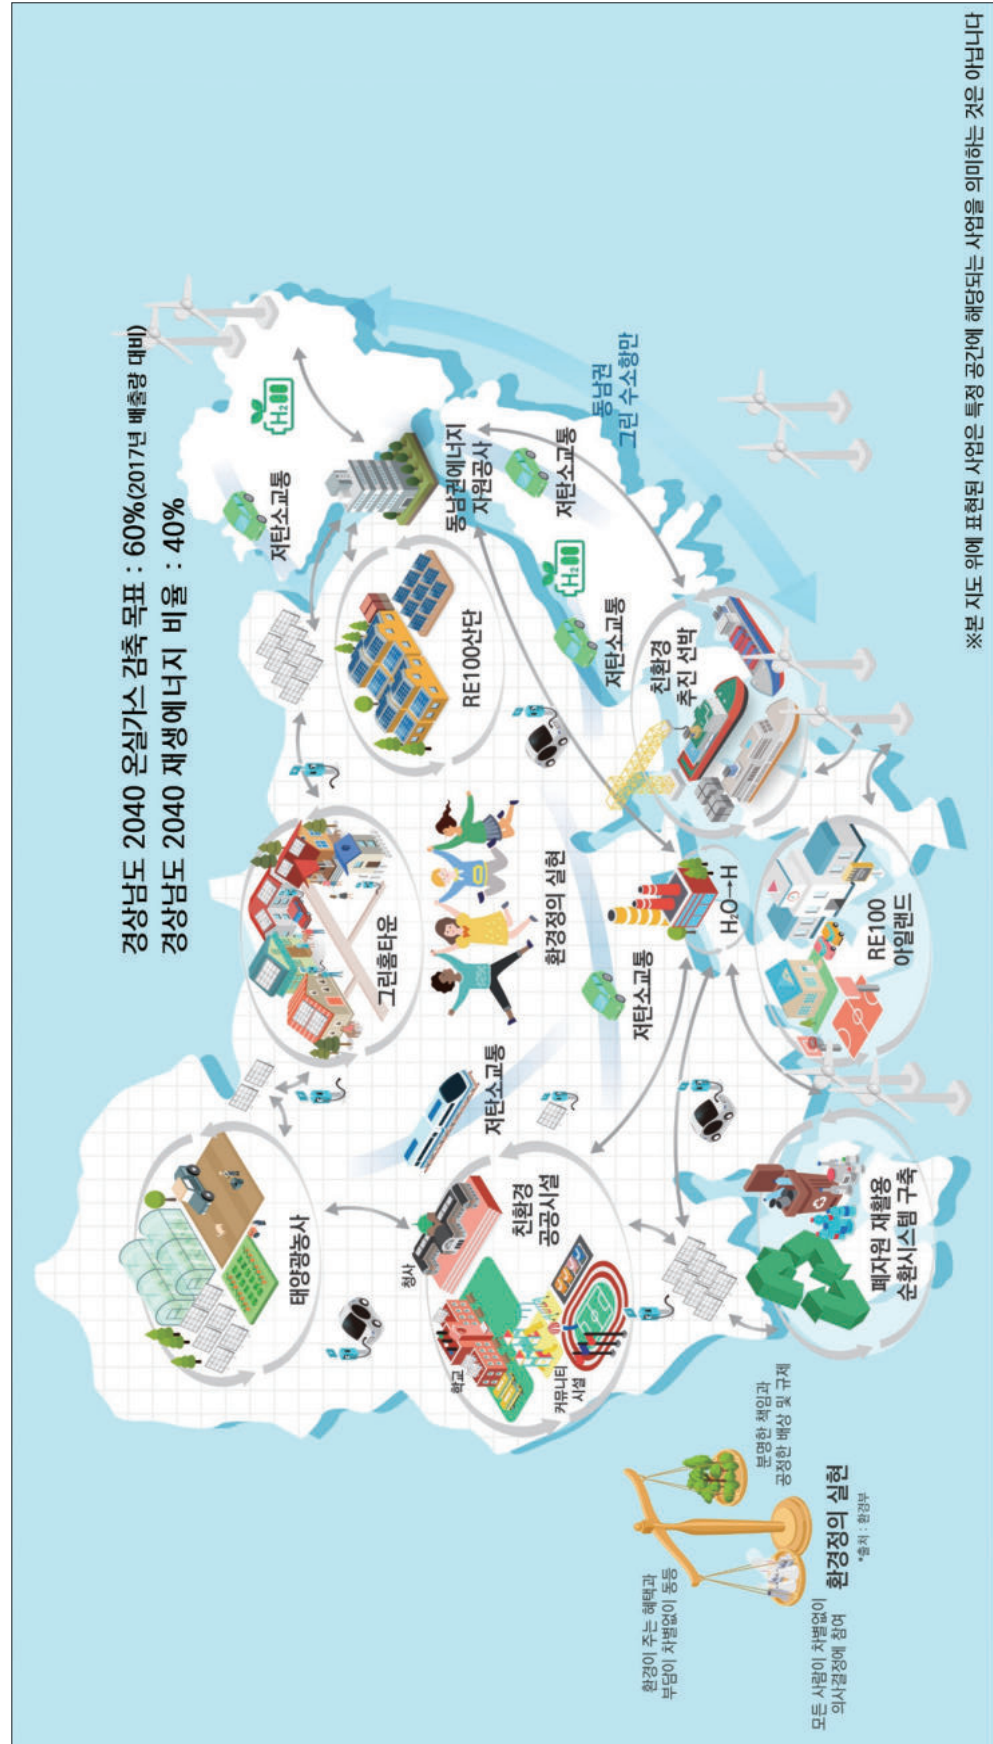 경상남도 2040 온실가스 감축 목표 : 60%(2017년 배출량 대비)
경상남도 2040 재생에너지 비율 : 40%
태양광농사
그린홈타운
RE100산단
저탄소교통
H₂
동남권에너지
자원공사
저탄소교통
동남권
그린 수소항만
청사
학교
커뮤니티
시설
친환경
공공시설
저탄소교통
환경정의 실현
저탄소교통
H₂
저탄소교통
친환경
추진 선박
H₂O→H
RE100
아일랜드
폐자원 재활용
순환시스템 구축
환경이 주는 혜택과
부담이 차별없이 동등
분명한 책임과
공정한 배상 및 규제
모든 사람이 차별없이
의사결정에 참여
환경정의 실현
*출처 : 환경부
※본 지도 위에 표현된 사업은 특정 공간에 해당되는 사업을 의미하는 것은 아닙니다